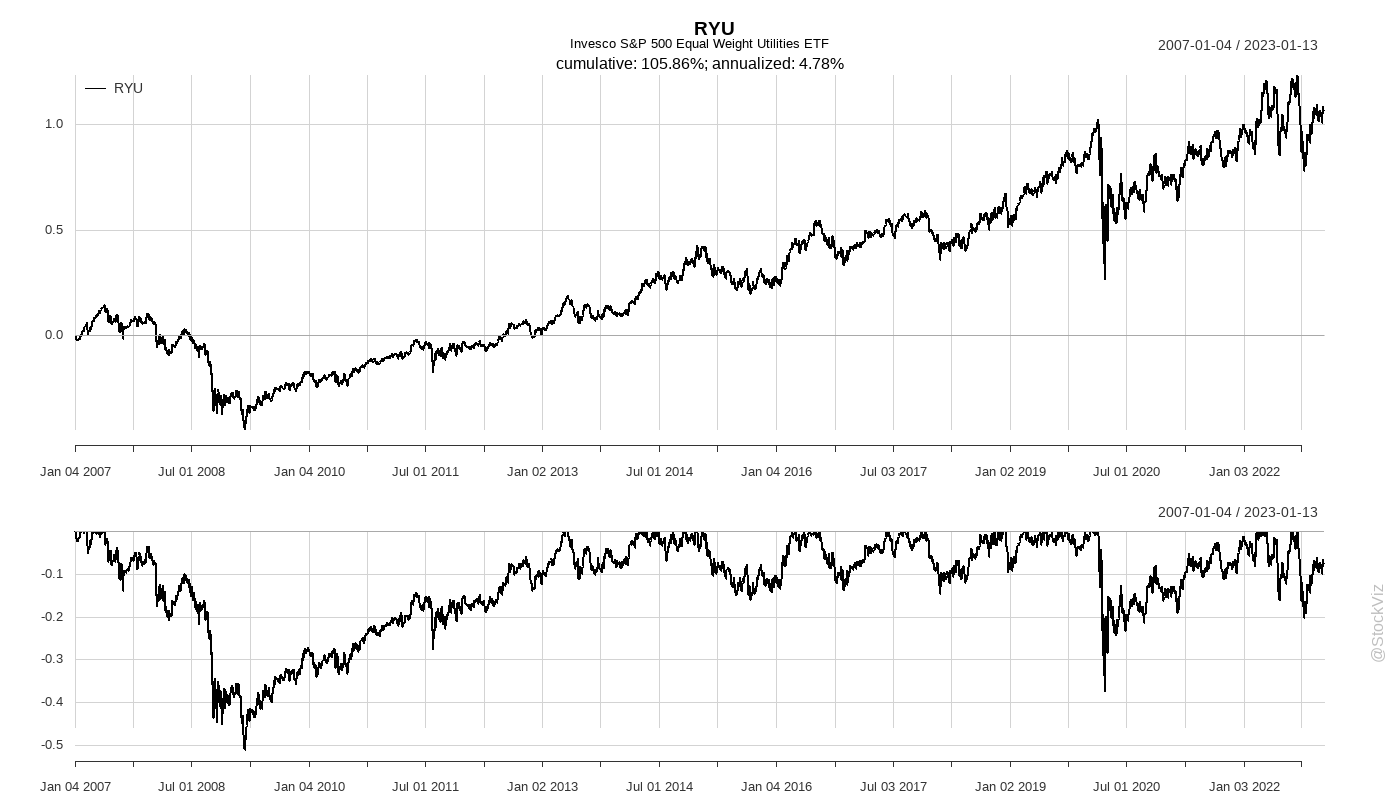 RYU
Invesco S&P 500 Equal Weight Utilities ETF
cumulative: 105.86%; annualized: 4.78%
2007-01-04 / 2023-01-13
RYU
1.0
0.5
0.0
Jan 04 2007 Jul 01 2008 Jan 04 2010 Jul 01 2011 Jan 02 2013 Jul 01 2014 Jan 04 2016 Jul 03 2017 Jan 02 2019 Jul 01 2020 Jan 03 2022
2007-01-04 / 2023-01-13
-0.1
-0.2
-0.3
-0.4
-0.5
Jan 04 2007 Jul 01 2008 Jan 04 2010 Jul 01 2011 Jan 02 2013 Jul 01 2014 Jan 04 2016 Jul 03 2017 Jan 02 2019 Jul 01 2020 Jan 03 2022
@StockViz